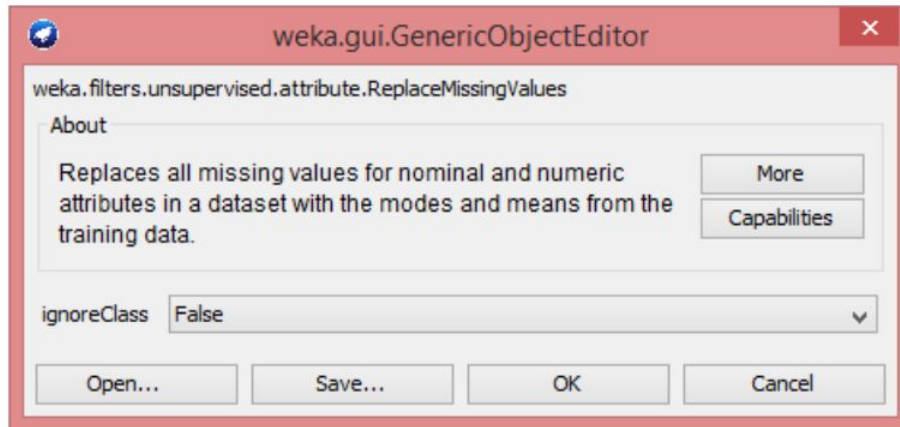 weka.gui.GenericObjectEditor
weka.filters.unsupervised.attribute.ReplaceMissingValues
About
Replaces all missing values for nominal and numeric
attributes in a dataset with the modes and means from the
training data.
More
Capabilities
ignoreClass False
Open... Save... OK Cancel